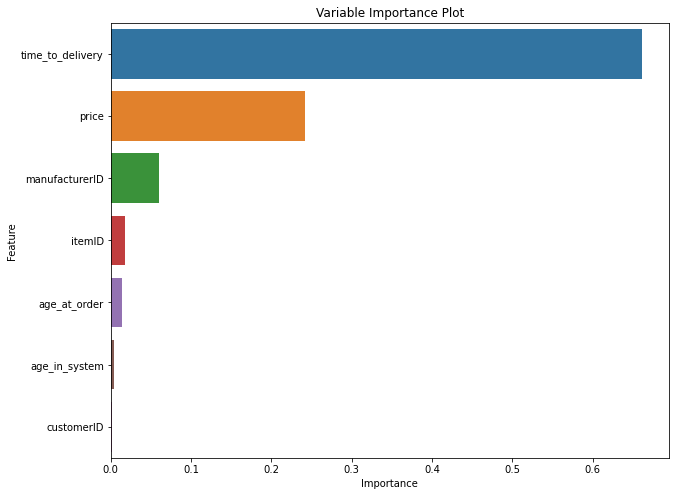 Variable Importance Plot
Feature
time_to_delivery
price
manufacturerID
itemID
age_at_order
age_in_system
customerID
0.0 0.1 0.2 0.3 0.4 0.5 0.6
Importance